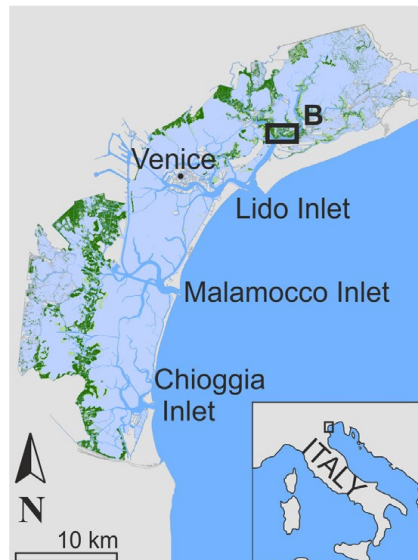 B
Venice
Lido Inlet
Malamocco Inlet
Chioggia
Inlet
N
10 km
ITALY